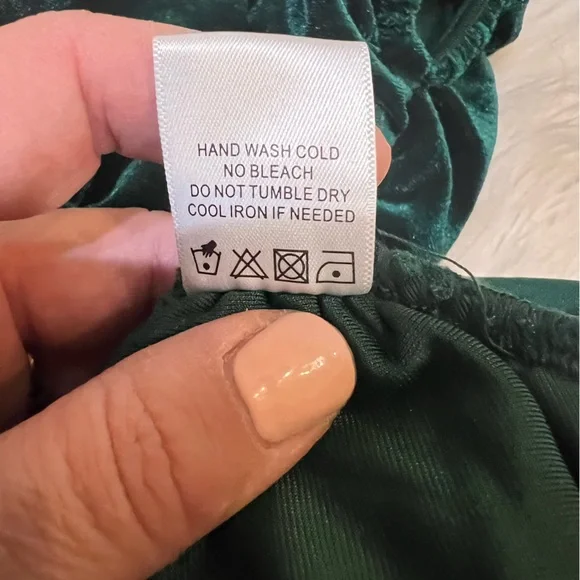 HAND WASH COLD
NO BLEACH
DO NOT TUMBLE DRY
COOL IRON IF NEEDED